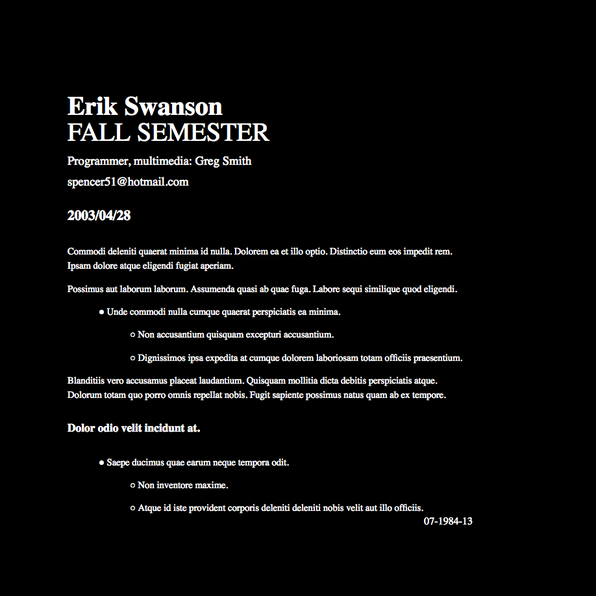 Erik Swanson
FALL SEMESTER
Programmer, multimedia: Greg Smith
spencer51@hotmail.com
2003/04/28
Commodi deleniti quaerat minima id nulla. Dolorem ea et illo optio. Distinctio eum eos impedit rem.
Ipsam dolore atque eligendi fugiat aperiam.
Possimus aut laborum laborum. Assumenda quasi ab quae fuga. Labore sequi similique quod eligendi.
● Unde commodi nulla cumque quaerat perspiciatis ea minima.
○ Non accusantium quisquam excepturi accusantium.
○ Dignissimos ipsa expedita at cumque dolorem laboriosam totam officiis praesentium.
Blanditiis vero accusamus placeat laudantium. Quisquam mollitia dicta debitis perspiciatis atque.
Dolorum totam quo porro omnis repellat nobis. Fugit sapiente possimus natus quam ab ex tempore.
Dolor odio velit incidunt at.
● Saepe ducimus quae earum neque tempora odit.
○ Non inventore maxime.
○ Atque id iste provident corporis deleniti deleniti nobis velit aut illo officiis.
07-1984-13